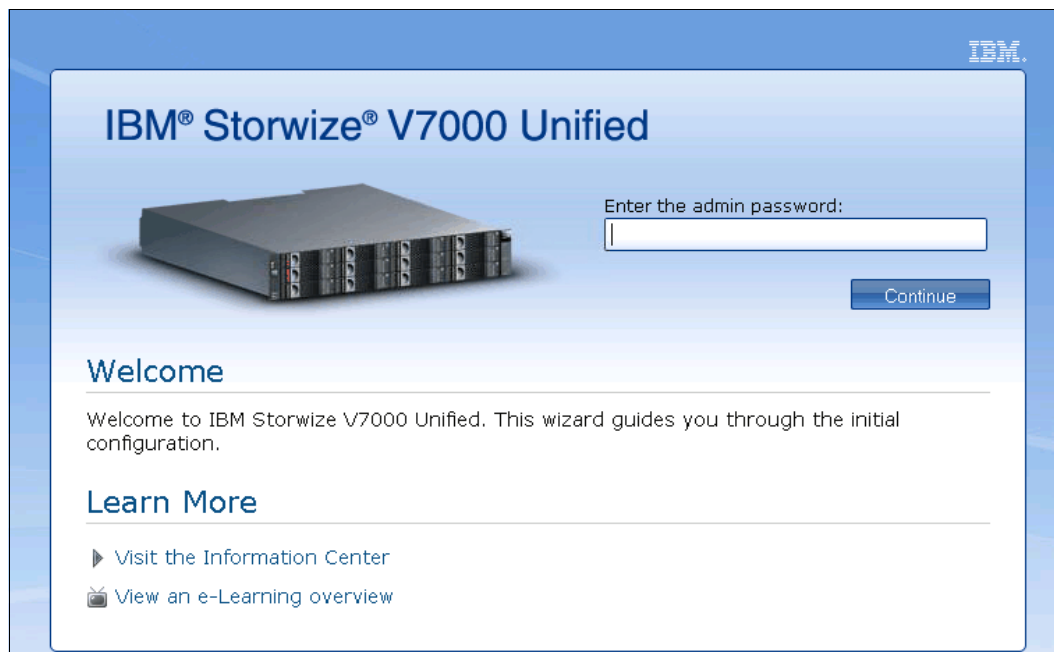 IBM.
IBM® Storwize® V7000 Unified
Enter the admin password:
Continue
Welcome
Welcome to IBM Storwize V7000 Unified. This wizard guides you through the initial
configuration.
Learn More
Visit the Information Center
View an e-Learning overview